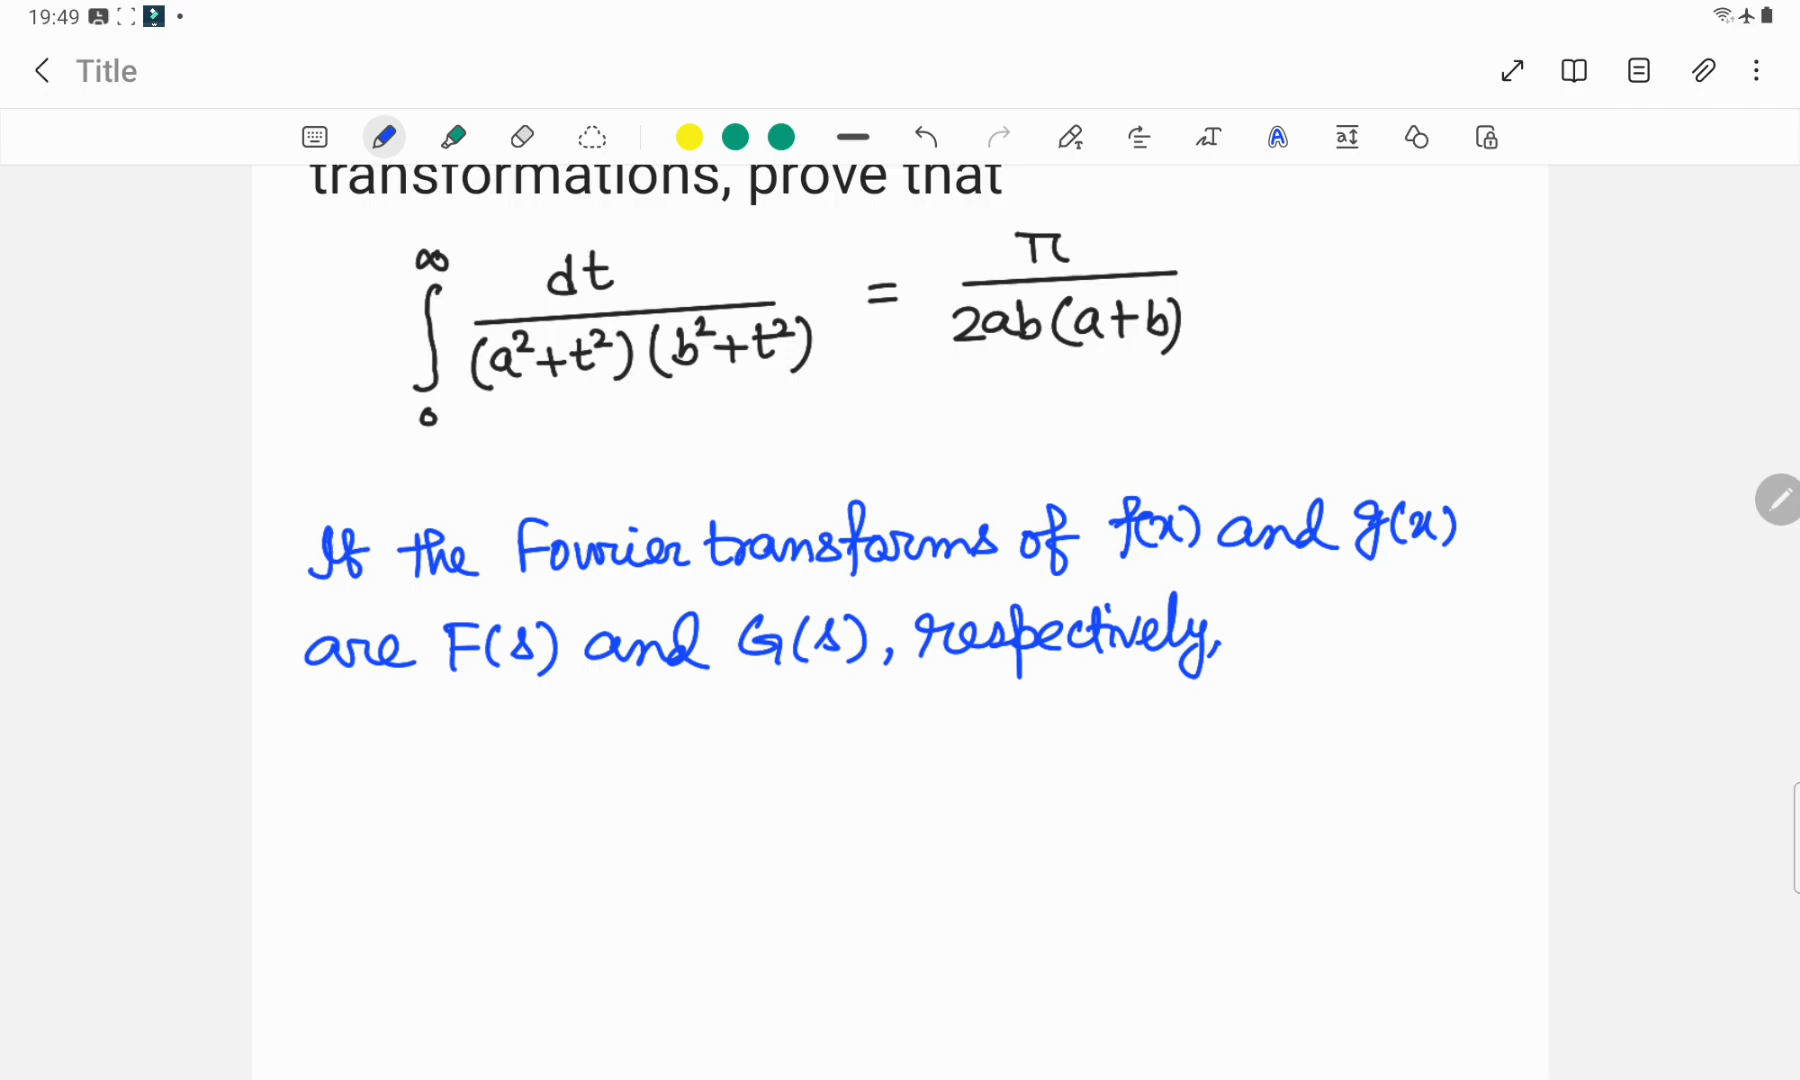 19:49
Title
transformations, prove that
∞
∫ dt / (a²+t²)(b²+t²) = π / 2ab(a+b)
0
If the Fourier transforms of f(x) and g(x)
are F(s) and G(s), respectively,